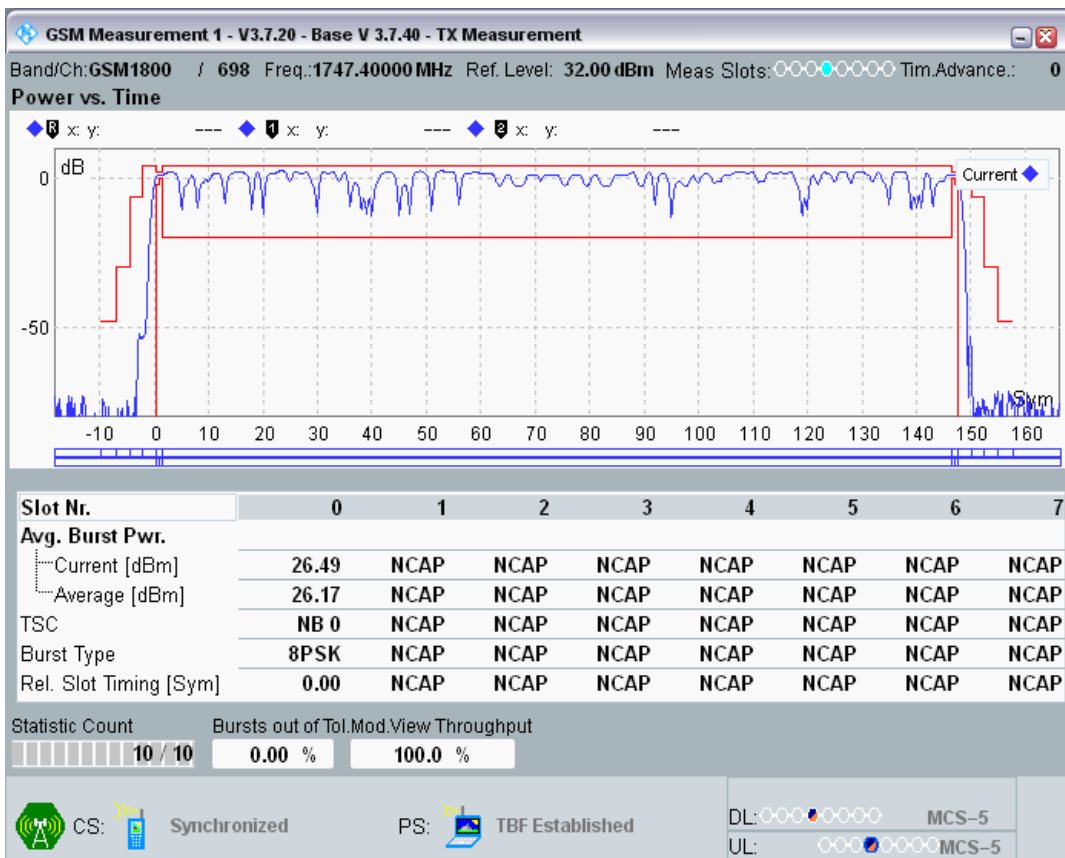 GSM Measurement 1 - V3.7.20 - Base V 3.7.40 - TX Measurement
Band/Ch:GSM1800 / 698 Freq.:1747.40000 MHz Ref. Level: 32.00 dBm Meas Slots: Tim.Advance.: 0
Power vs. Time
R x: y: --- 1 x: y: --- 2 x: y: ---
dB
Current
0
-50
Sym
-10 0 10 20 30 40 50 60 70 80 90 100 110 120 130 140 150 160
Slot Nr. 0 1 2 3 4 5 6 7
Avg. Burst Pwr.
Current [dBm] 26.49 NCAP NCAP NCAP NCAP NCAP NCAP NCAP
Average [dBm] 26.17 NCAP NCAP NCAP NCAP NCAP NCAP NCAP
TSC NB 0 NCAP NCAP NCAP NCAP NCAP NCAP NCAP
Burst Type 8PSK NCAP NCAP NCAP NCAP NCAP NCAP NCAP
Rel. Slot Timing [Sym] 0.00 NCAP NCAP NCAP NCAP NCAP NCAP NCAP
Statistic Count Bursts out of Tol. Mod.View Throughput
10 / 10 0.00 % 100.0 %
CS: Synchronized PS: TBF Established
DL: MCS-5
UL: MCS-5